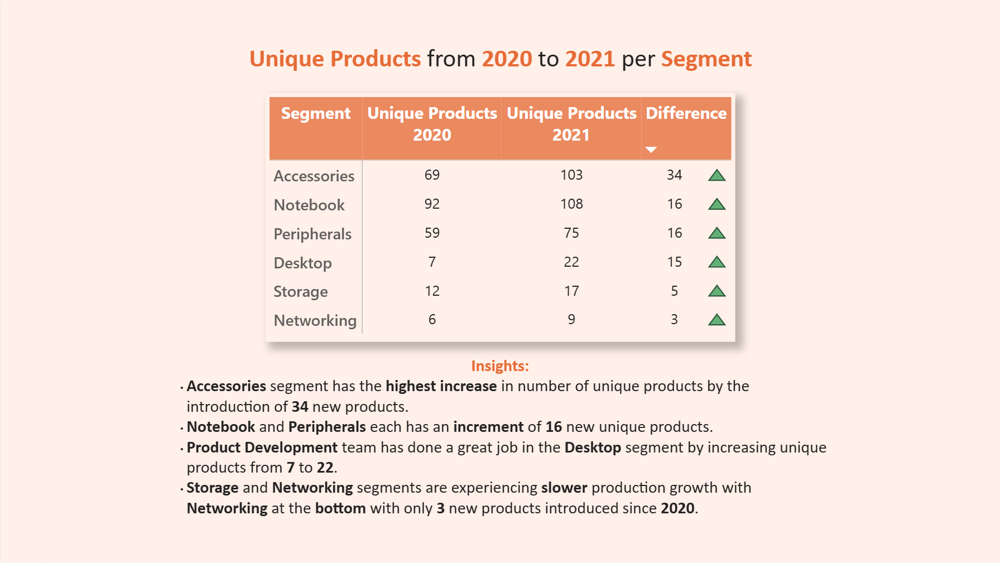 Unique Products from 2020 to 2021 per Segment
Segment Unique Products 2020 Unique Products 2021 Difference
Accessories 69 103 34
Notebook 92 108 16
Peripherals 59 75 16
Desktop 7 22 15
Storage 12 17 5
Networking 6 9 3
Insights:
· Accessories segment has the highest increase in number of unique products by the
introduction of 34 new products.
· Notebook and Peripherals each has an increment of 16 new unique products.
· Product Development team has done a great job in the Desktop segment by increasing unique
products from 7 to 22.
· Storage and Networking segments are experiencing slower production growth with
Networking at the bottom with only 3 new products introduced since 2020.